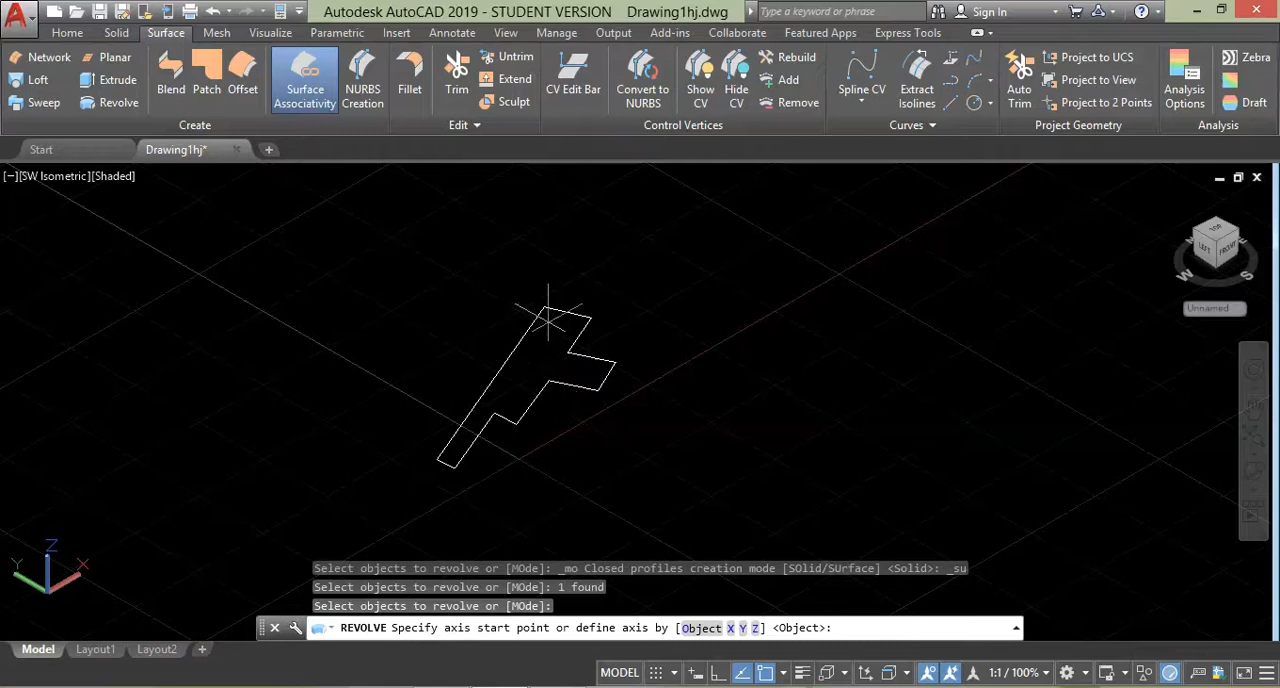 Autodesk AutoCAD 2019 - STUDENT VERSION Drawing1hj.dwg Type a keyword or phrase Sign In
Home Solid Surface Mesh Visualize Parametric Insert Annotate View Manage Output Add-ins Collaborate Featured Apps Express Tools
Network Planar Untrim Rebuild Project to UCS Zebra
Loft Extrude Extend Add Project to View
Sweep Revolve Sculpt Remove Project to 2 Points Draft
Blend Patch Offset Surface Associativity NURBS Creation Fillet Trim CV Edit Bar Convert to NURBS Show CV Hide CV Spline CV Extract Isolines Auto Trim Analysis Options
Create Edit Control Vertices Curves Project Geometry Analysis
Start Drawing1hj*
[−][SW Isometric][Shaded]
TOP
LEFT FRONT
W S
Unnamed
Z
Y X
Select objects to revolve or [MOde]: _mo Closed profiles creation mode [SOlid/SUrface] <Solid>: _su
Select objects to revolve or [MOde]: 1 found
Select objects to revolve or [MOde]:
REVOLVE Specify axis start point or define axis by [Object X Y Z] <Object>:
Model Layout1 Layout2
MODEL 1:1 / 100%